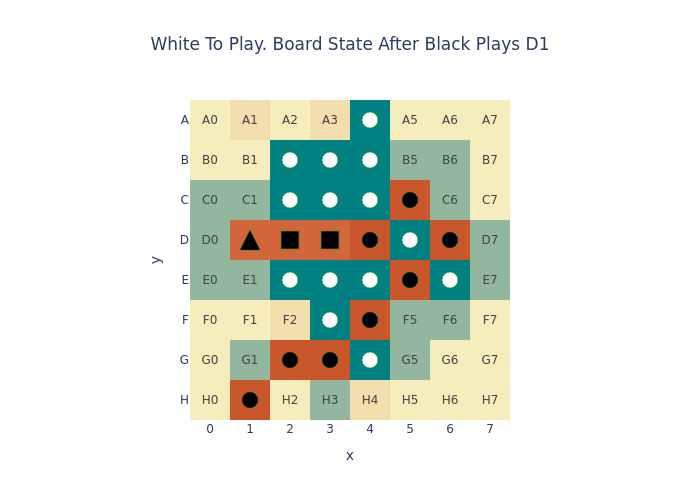 White To Play. Board State After Black Plays D1
A A0 A1 A2 A3 A5 A6 A7
B B0 B1 B5 B6 B7
C C0 C1 C6 C7
D D0 D7
E E0 E1 E7
F F0 F1 F2 F5 F6 F7
G G0 G1 G5 G6 G7
H H0 H2 H3 H4 H5 H6 H7
0 1 2 3 4 5 6 7
x
y